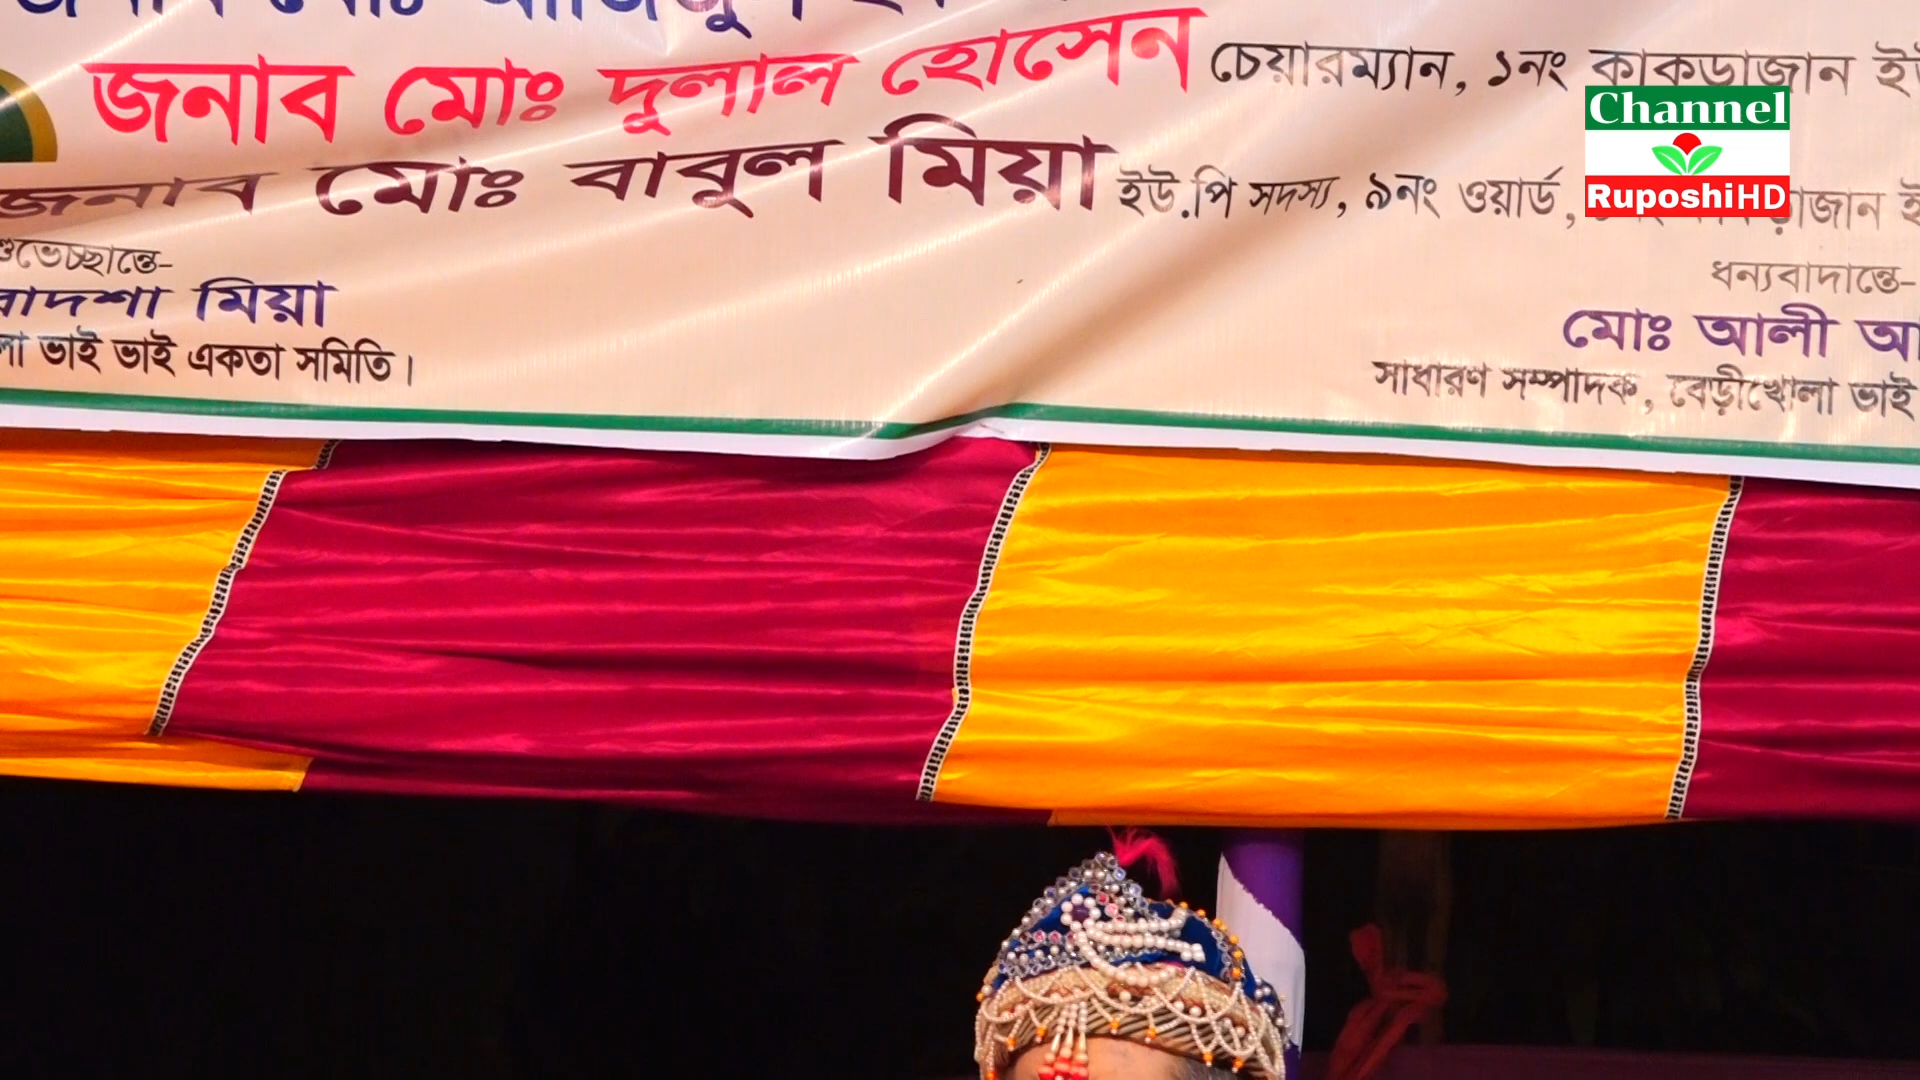 জনাব মোঃ দুলাল হোসেন চেয়ারম্যান, ১নং কাকড়াজান
জনাব মোঃ বাবুল মিয়া ইউ.পি সদস্য, ৯নং ওয়ার্ড,
শুভেচ্ছান্তে-
বাদশা মিয়া
ভাই ভাই একতা সমিতি।
ধন্যবাদান্তে-
মোঃ আলী
সাধারণ সম্পাদক, বেড়ীখোলা ভাই
Channel
RuposhiHD